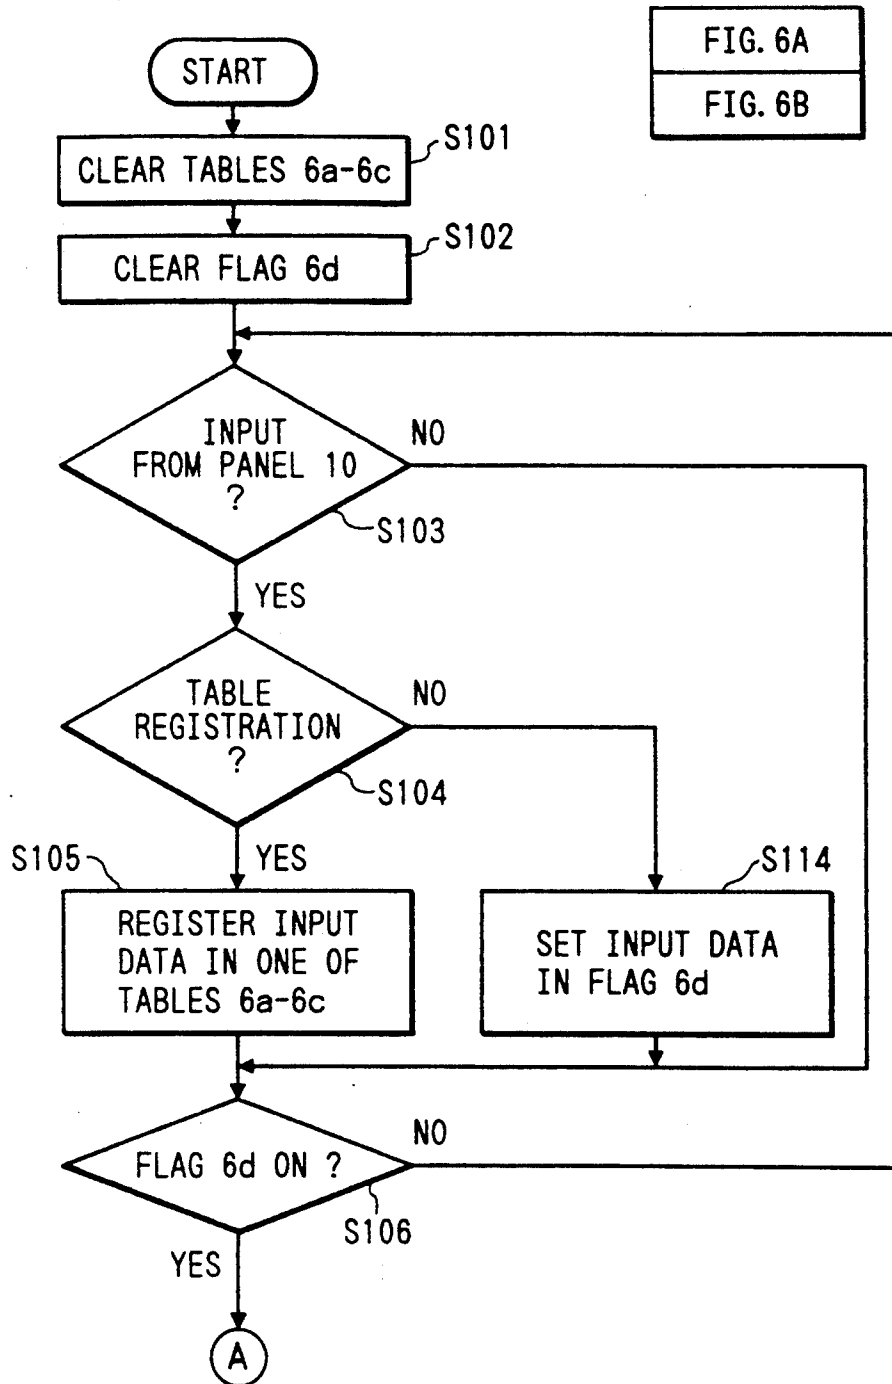 FIG. 6A
FIG. 6B
START
S101
CLEAR TABLES 6a-6c
S102
CLEAR FLAG 6d
INPUT
FROM PANEL 10
?
NO
S103
YES
TABLE
REGISTRATION
?
NO
S104
YES
S105
REGISTER INPUT
DATA IN ONE OF
TABLES 6a-6c
S114
SET INPUT DATA
IN FLAG 6d
FLAG 6d ON ?
NO
S106
YES
A